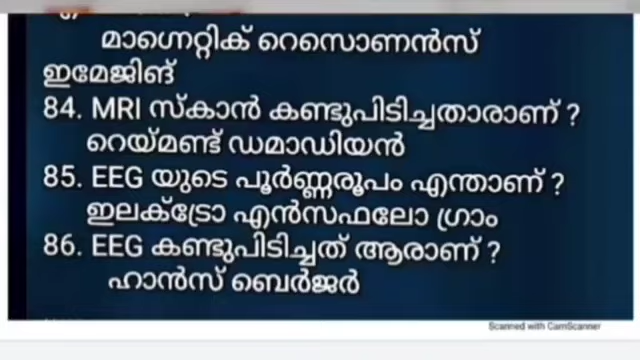 മാഗ്നെറ്റിക് റെസൊണൻസ്
ഇമേജിങ്
84. MRI സ്കാൻ കണ്ടുപിടിച്ചതാരാണ് ?
റെയ്മണ്ട് ഡമാഡിയൻ
85. EEG യുടെ പൂർണ്ണരൂപം എന്താണ് ?
ഇലക്ട്രോ എൻസഫലോ ഗ്രാം
86. EEG കണ്ടുപിടിച്ചത് ആരാണ് ?
ഹാൻസ് ബെർജർ
Scanned with CamScanner